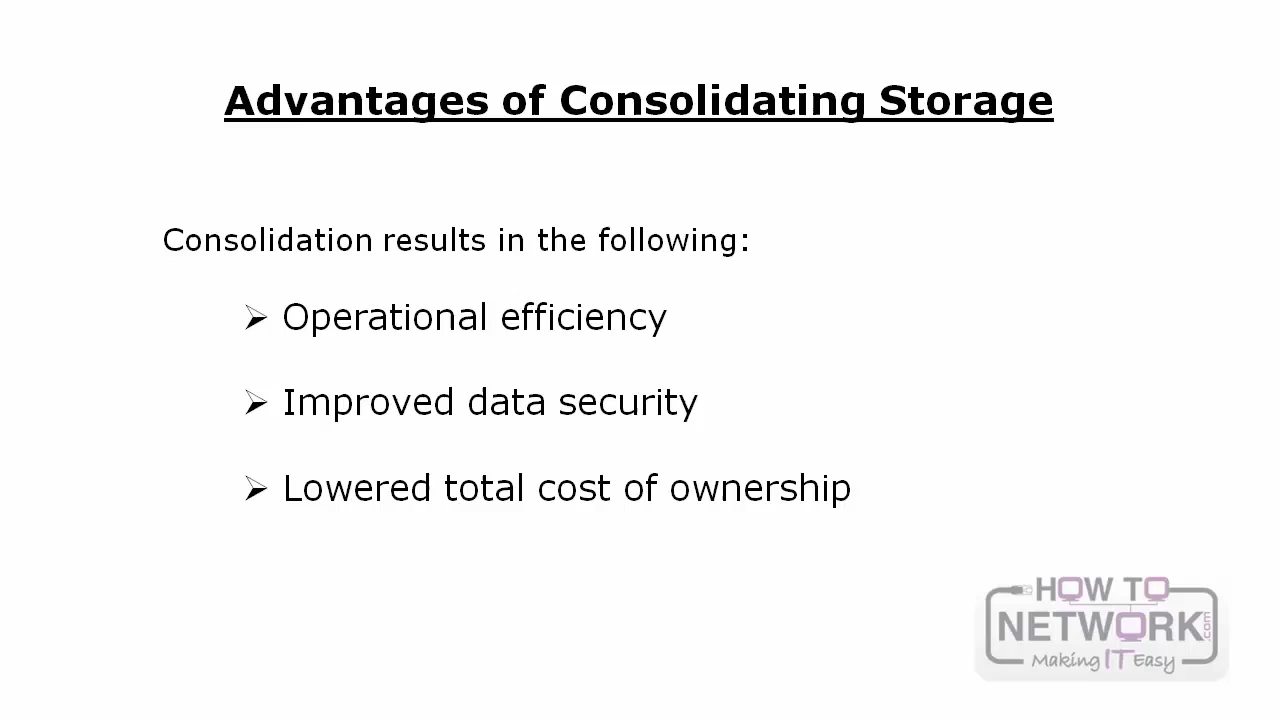 Advantages of Consolidating Storage
Consolidation results in the following:
➢ Operational efficiency
➢ Improved data security
➢ Lowered total cost of ownership
HOW TO
NETWORK.com
Making IT Easy